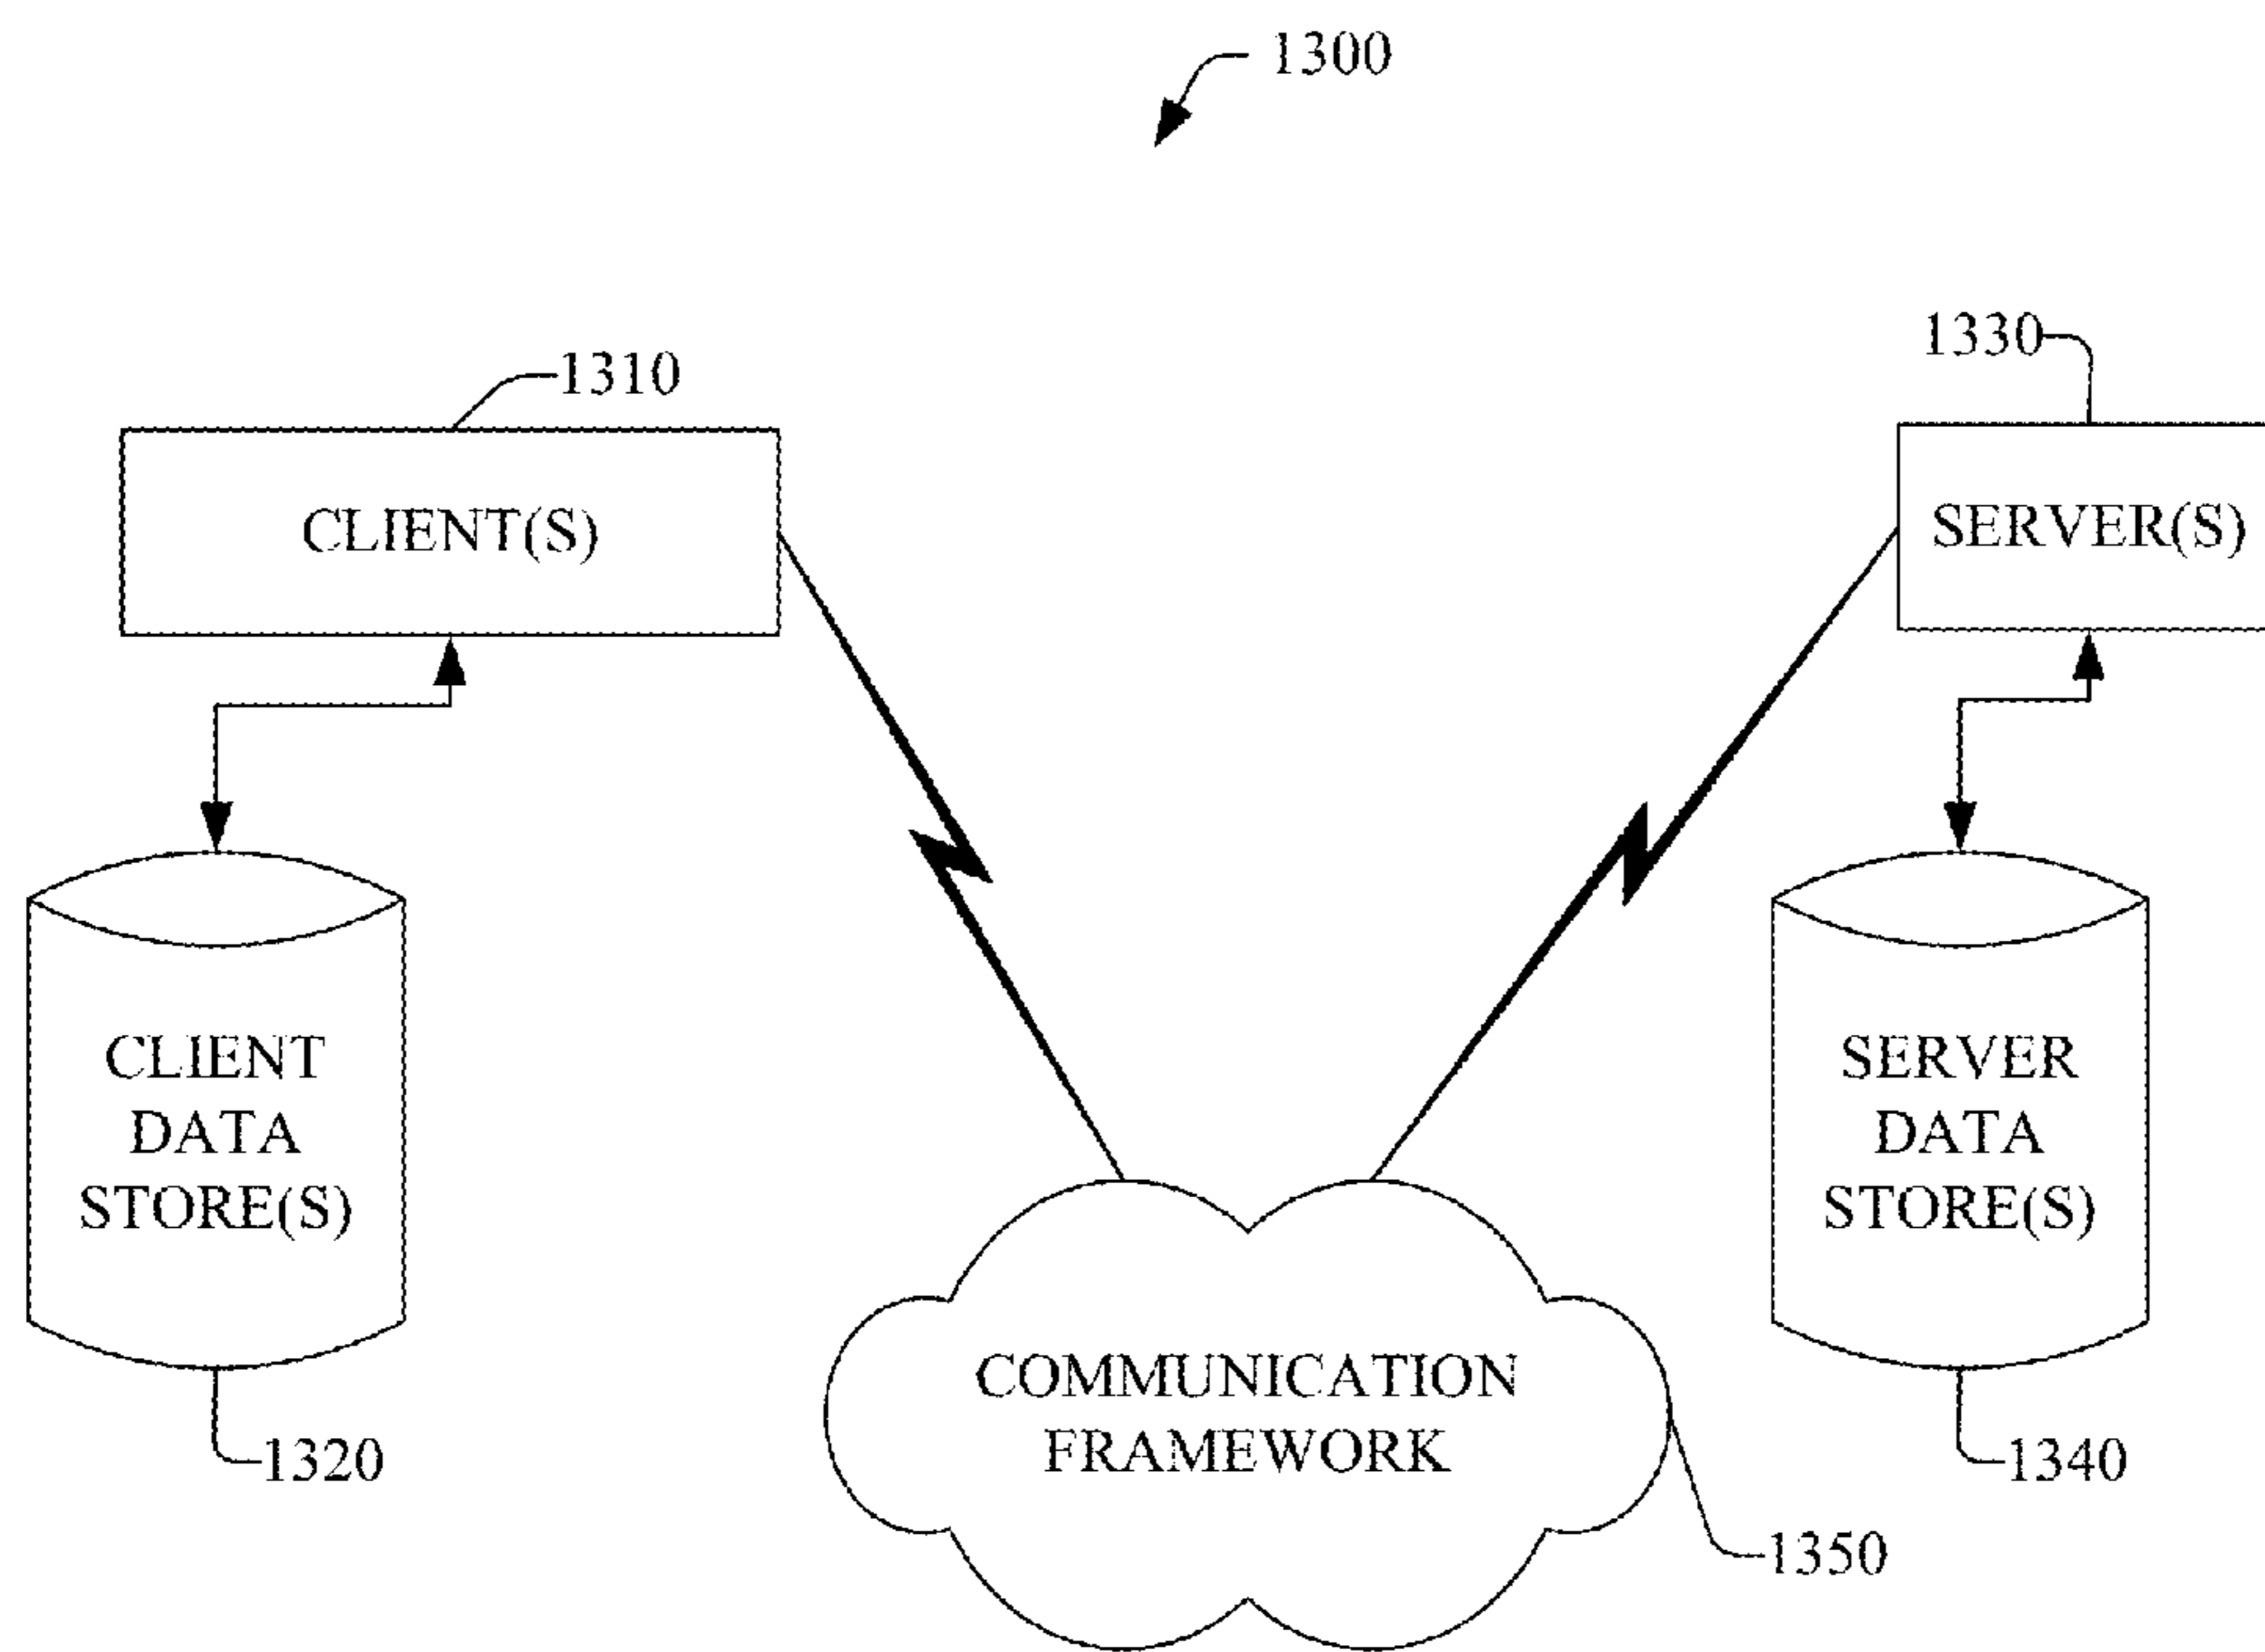 1300
1310
1330
CLIENT(S)
SERVER(S)
CLIENT
DATA
STORE(S)
SERVER
DATA
STORE(S)
COMMUNICATION
FRAMEWORK
1320
1340
1350